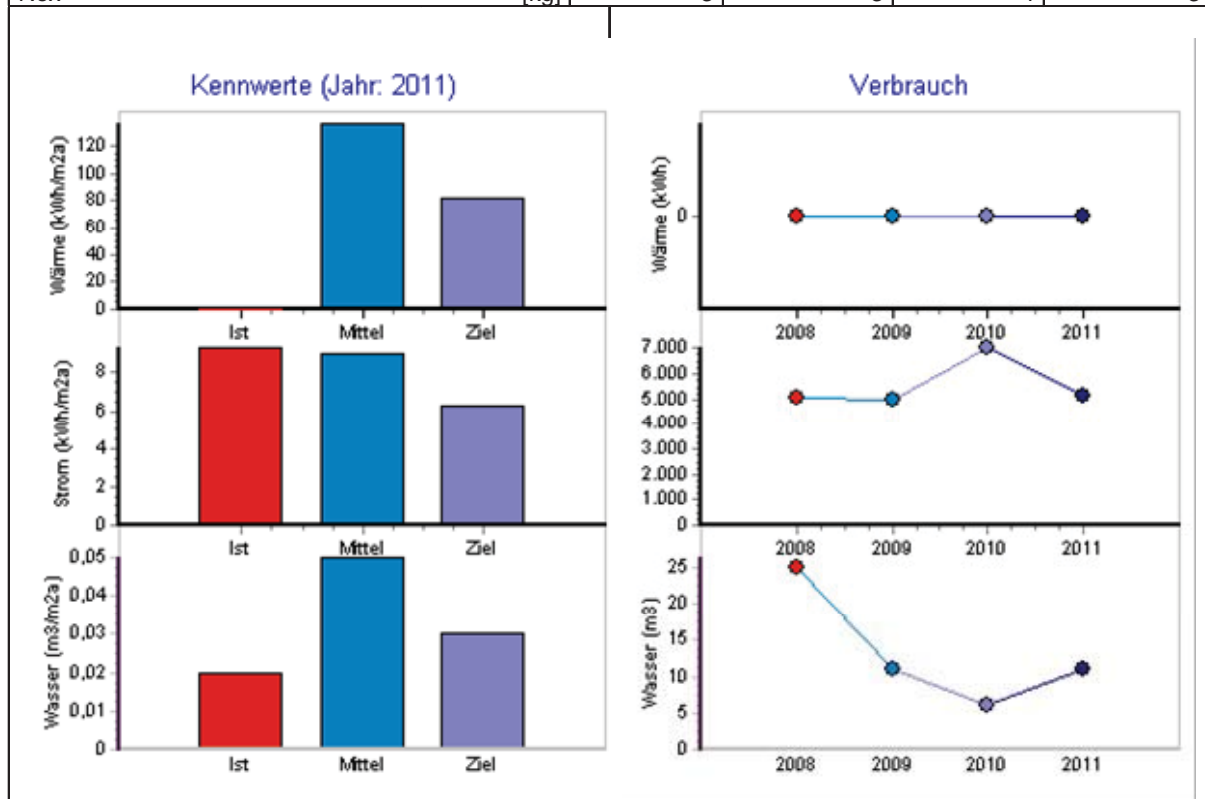 [kg]
Kennwerte (Jahr: 2011)
Wärme (kWh/m2a)
120
100
80
60
40
20
0
Ist Mittel Ziel
Strom (kWh/m2a)
8
6
4
2
0
Ist Mittel Ziel
Wasser (m3/m2a)
0,05
0,04
0,03
0,02
0,01
0
Ist Mittel Ziel
Verbrauch
Wärme (kWh)
0
2008 2009 2010 2011
7.000
6.000
5.000
4.000
3.000
2.000
1.000
0
2008 2009 2010 2011
Wasser (m3)
25
20
15
10
5
0
2008 2009 2010 2011